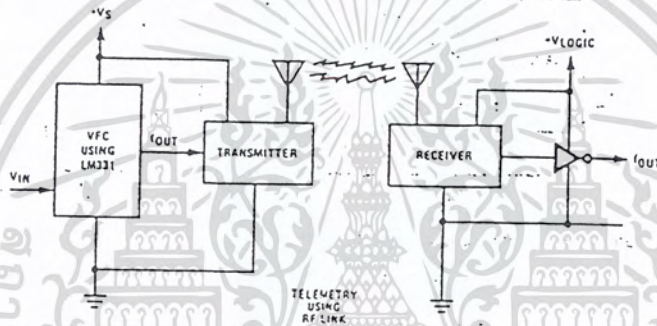 +VS
+VLOGIC
VFC
USING
LM331
fOUT
TRANSMITTER
RECEIVER
fOUT
VIN
TELEMETRY
USING
RF LINK